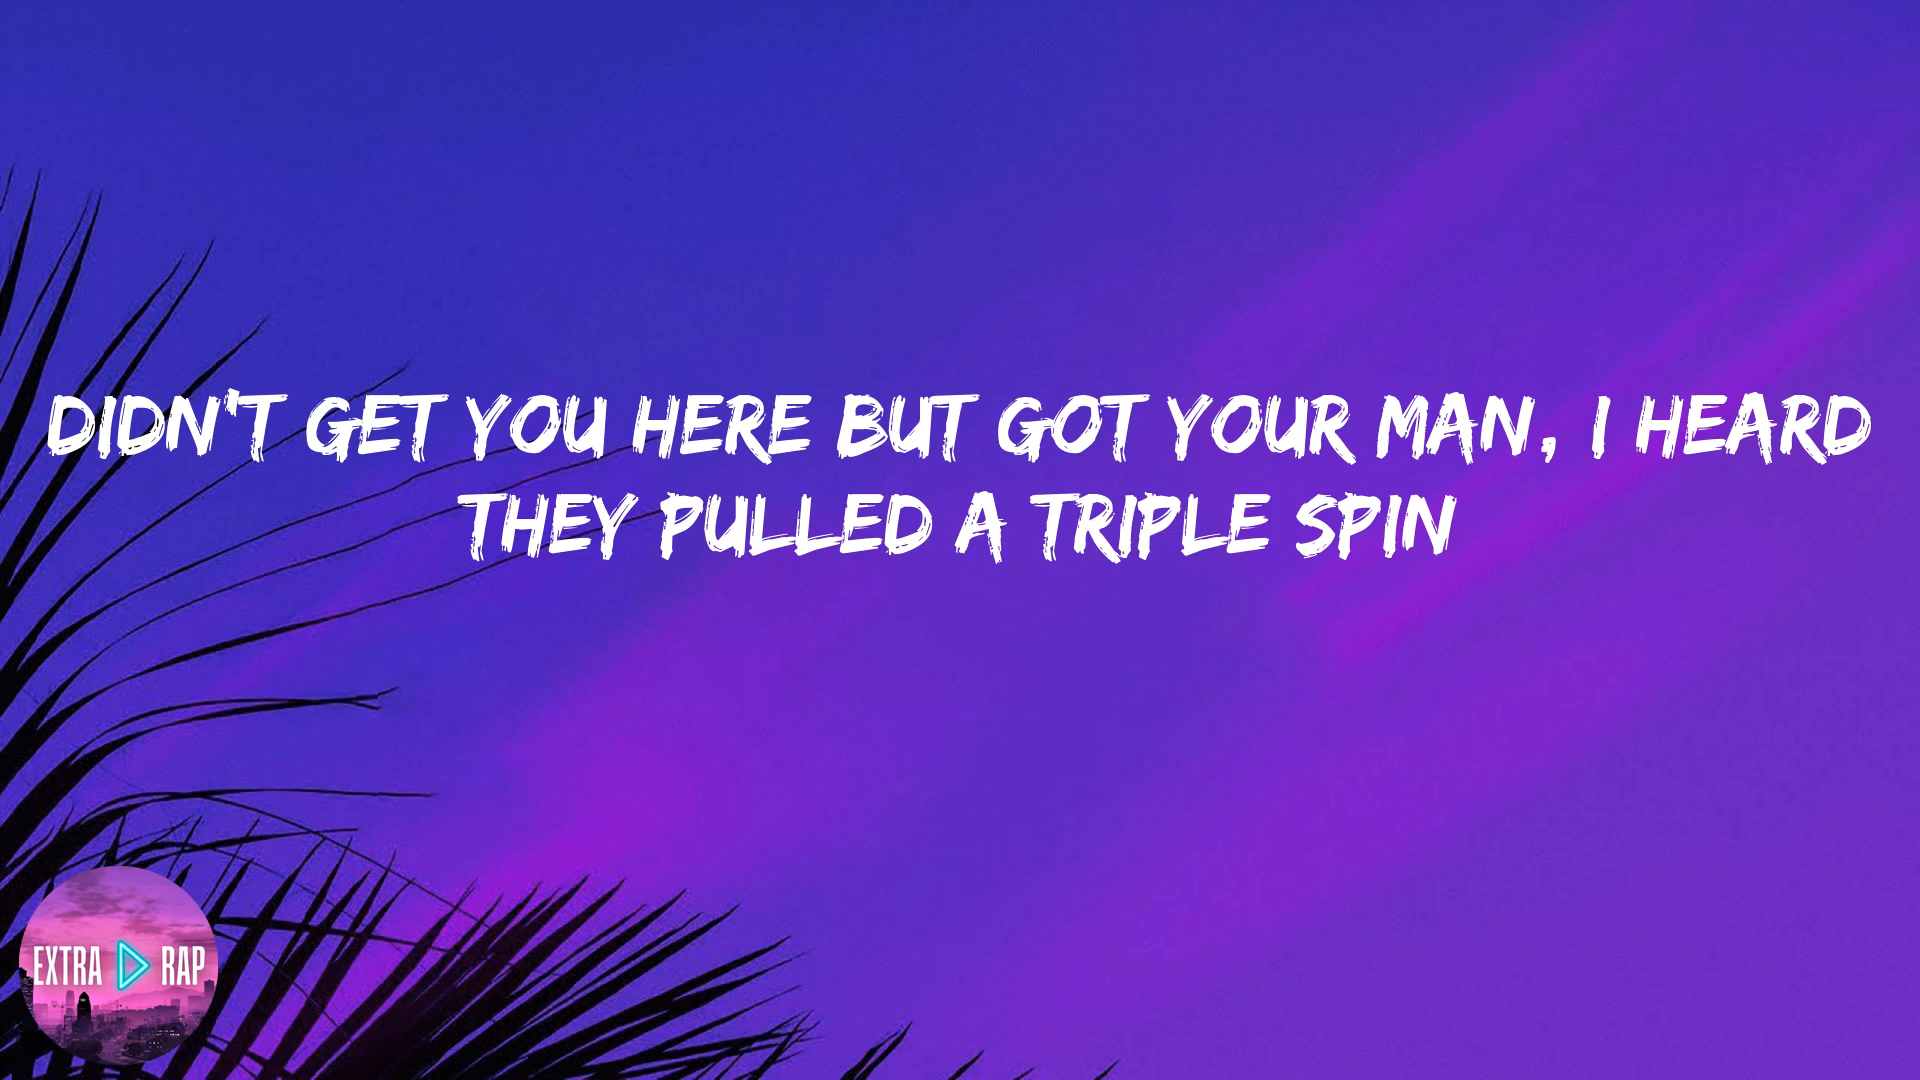 DIDN'T GET YOU HERE BUT GOT YOUR MAN, I HEARD
THEY PULLED A TRIPLE SPIN
EXTRA RAP